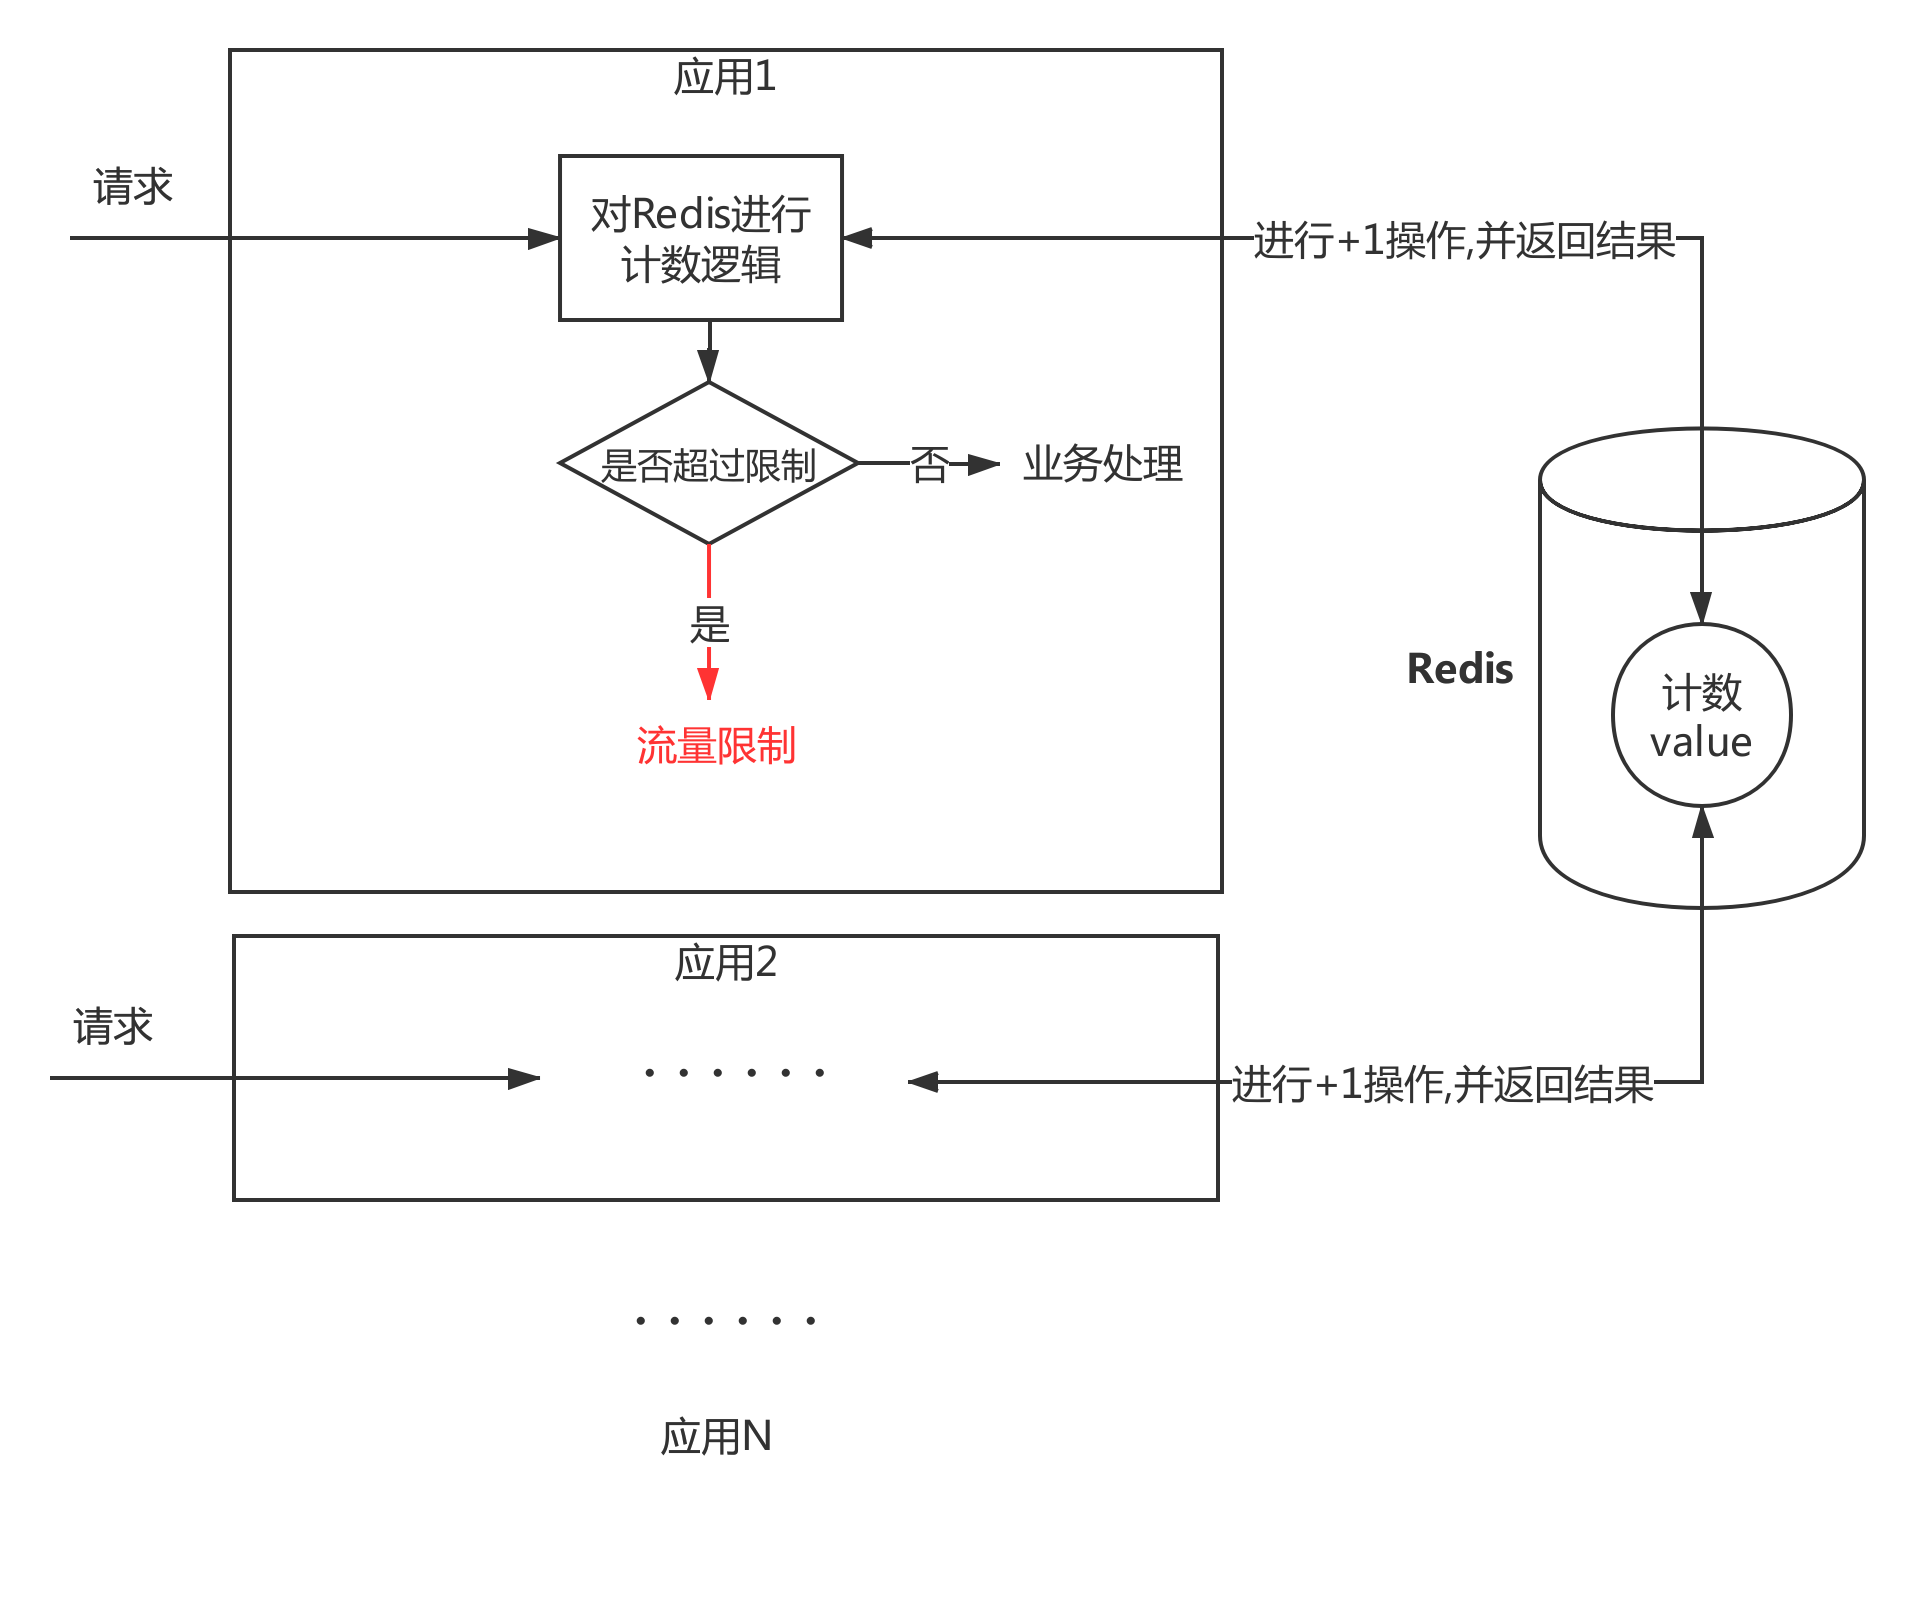 应用1
请求
对Redis进行
计数逻辑
进行+1操作,并返回结果
是否超过限制
否
业务处理
是
流量限制
Redis
计数
value
应用2
请求
······
进行+1操作,并返回结果
······
应用N